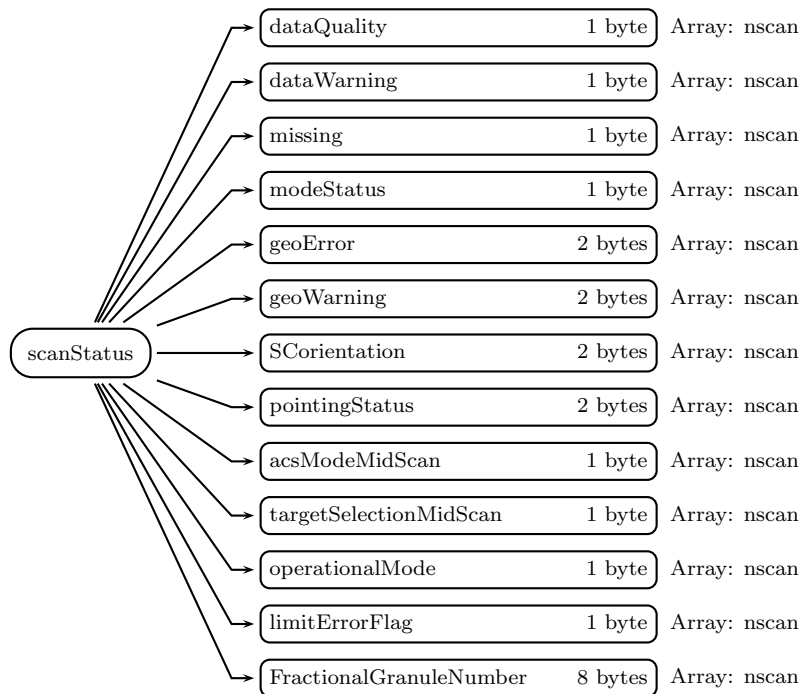 dataQuality 1 byte Array: nscan
dataWarning 1 byte Array: nscan
missing 1 byte Array: nscan
modeStatus 1 byte Array: nscan
geoError 2 bytes Array: nscan
geoWarning 2 bytes Array: nscan
scanStatus SCorientation 2 bytes Array: nscan
pointingStatus 2 bytes Array: nscan
acsModeMidScan 1 byte Array: nscan
targetSelectionMidScan 1 byte Array: nscan
operationalMode 1 byte Array: nscan
limitErrorFlag 1 byte Array: nscan
FractionalGranuleNumber 8 bytes Array: nscan